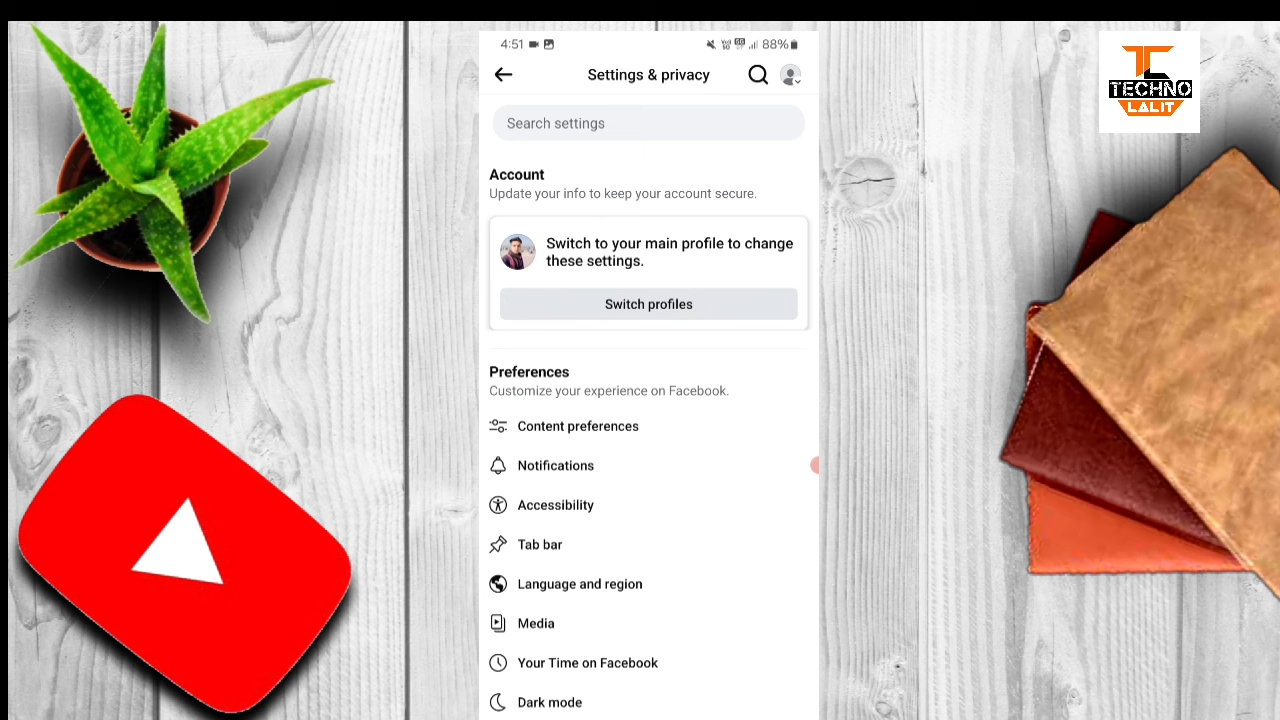 4:51
88%
Settings & privacy
TECHNO
LALIT
Search settings
Account
Update your info to keep your account secure.
Switch to your main profile to change
these settings.
Switch profiles
Preferences
Customize your experience on Facebook.
Content preferences
Notifications
Accessibility
Tab bar
Language and region
Media
Your Time on Facebook
Dark mode